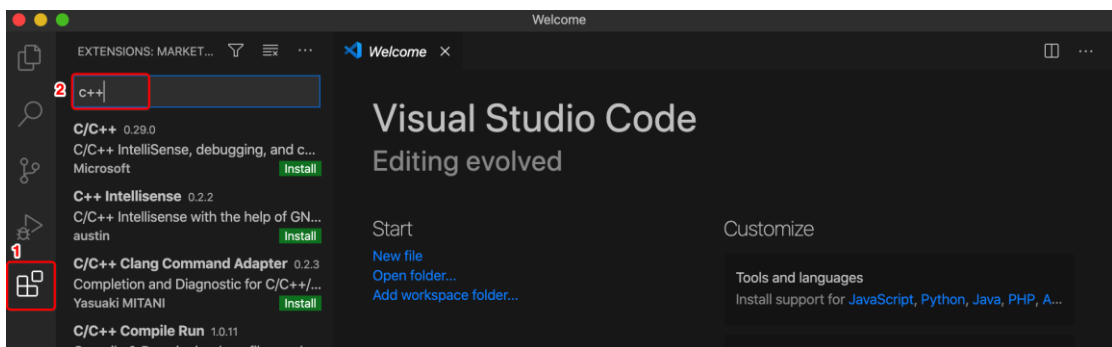 Welcome
EXTENSIONS: MARKET... ...
Welcome ×
...
2
c++
C/C++ 0.29.0
C/C++ IntelliSense, debugging, and c...
Microsoft Install
C++ Intellisense 0.2.2
C/C++ Intellisense with the help of GN...
austin Install
1
C/C++ Clang Command Adapter 0.2.3
Completion and Diagnostic for C/C++/...
Yasuaki MITANI Install
C/C++ Compile Run 1.0.11
Visual Studio Code
Editing evolved
Start
New file
Open folder...
Add workspace folder...
Customize
Tools and languages
Install support for JavaScript, Python, Java, PHP, A...